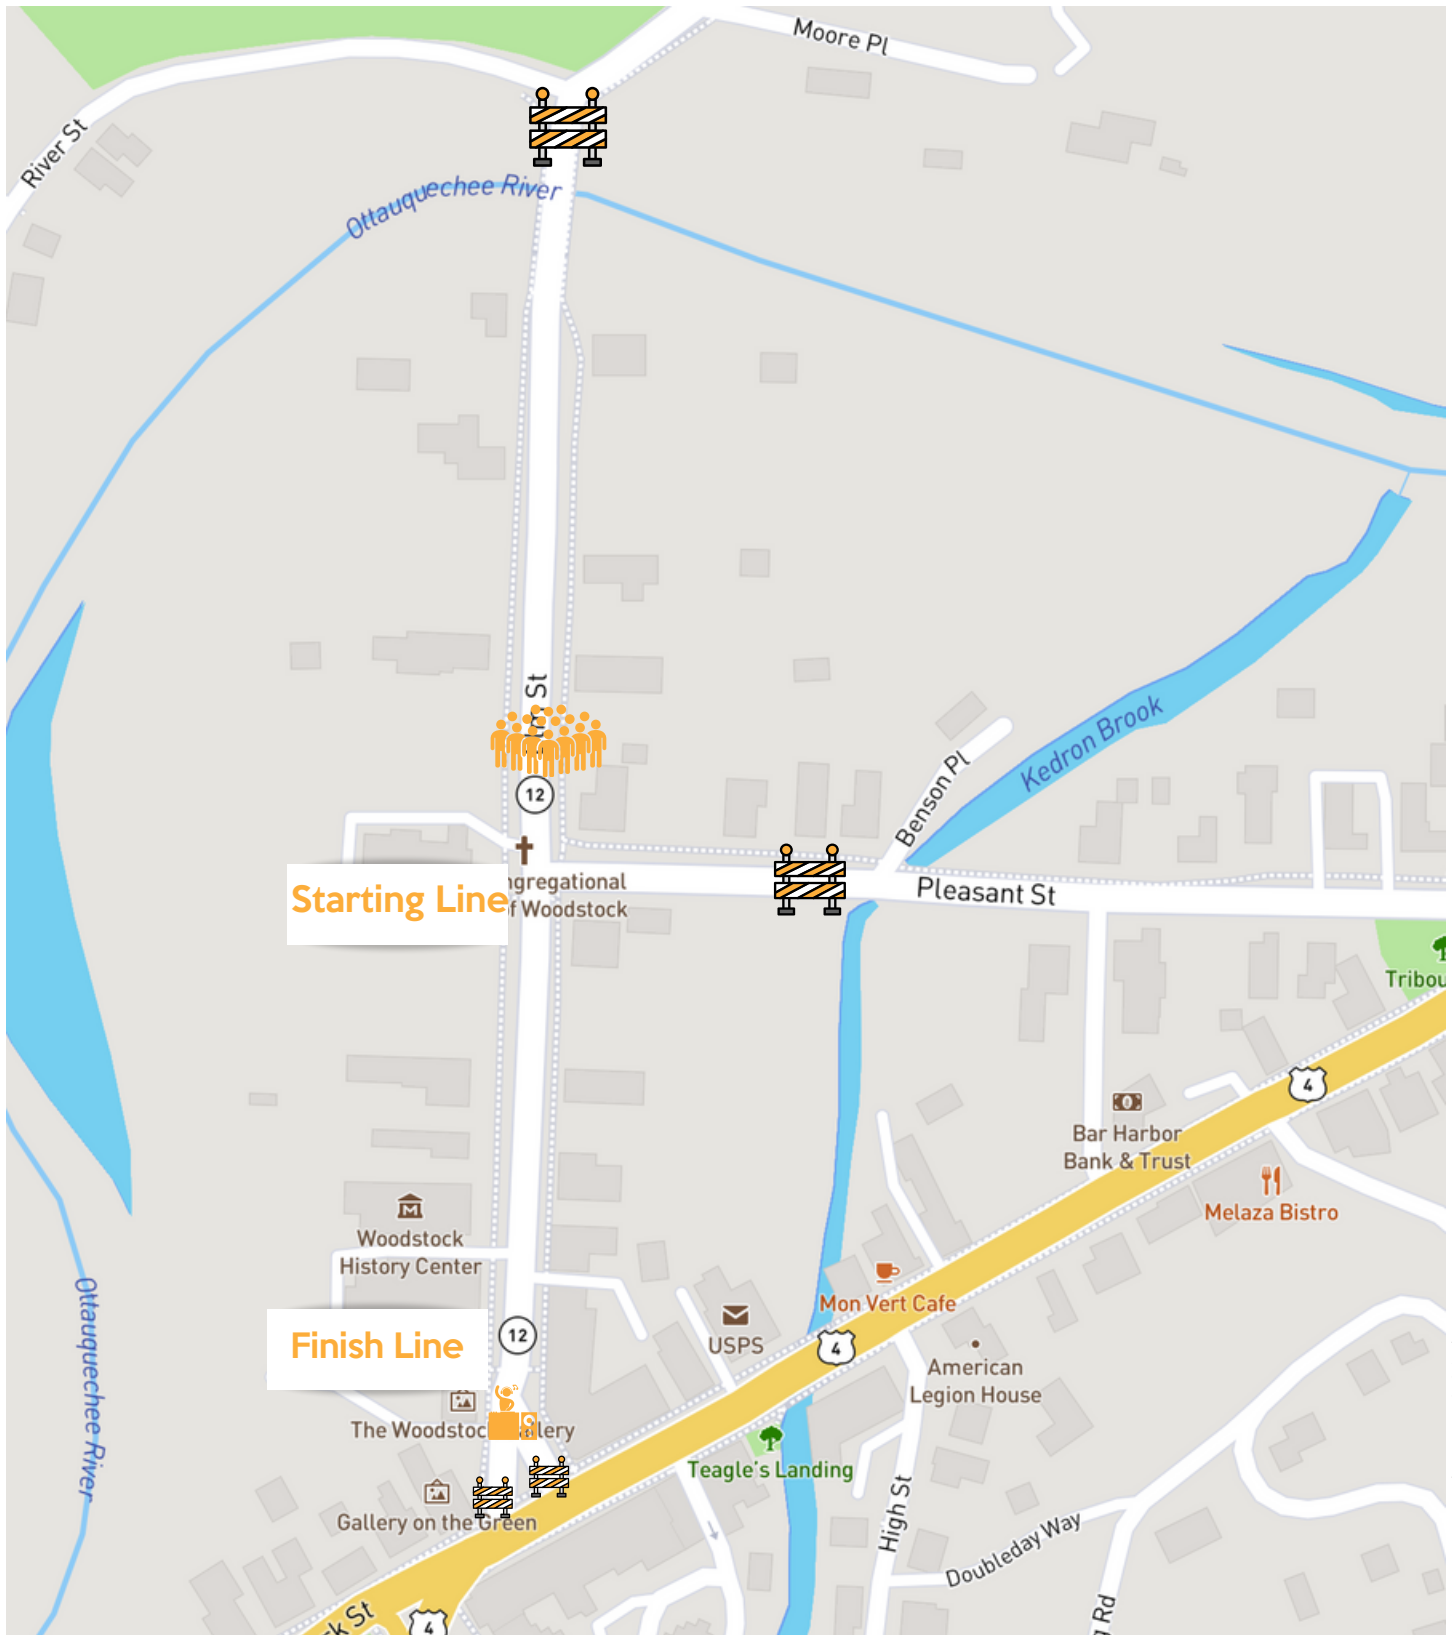 Moore Pl
River St
Ottauquechee River
St
12
Benson Pl
Kedron Brook
Starting Line
ngregational
f Woodstock
Pleasant St
Tribou
4
Bar Harbor
Bank & Trust
Melaza Bistro
Woodstock
History Center
Ottauquechee River
Finish Line
12
USPS
Mon Vert Cafe
4
American
Legion House
The Woodstoc
llery
Teagle's Landing
Gallery on the Green
High St
Doubleday Way
k St
4
g Rd